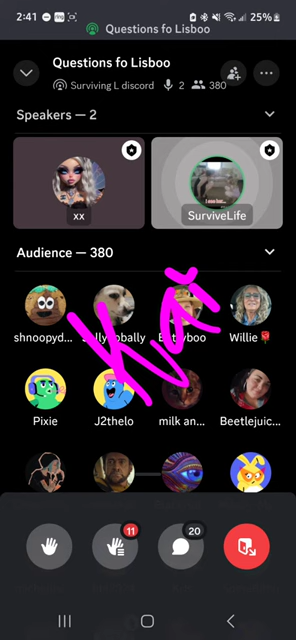 2:41 25%
Questions fo Lisboo
Questions fo Lisboo
Surviving L discord 2 380
Speakers — 2
xx
SurviveLife
Audience — 380
shnoopyd...
Willie
Kai
Pixie
J2thelo
milk an...
Beetlejuic...
11
20